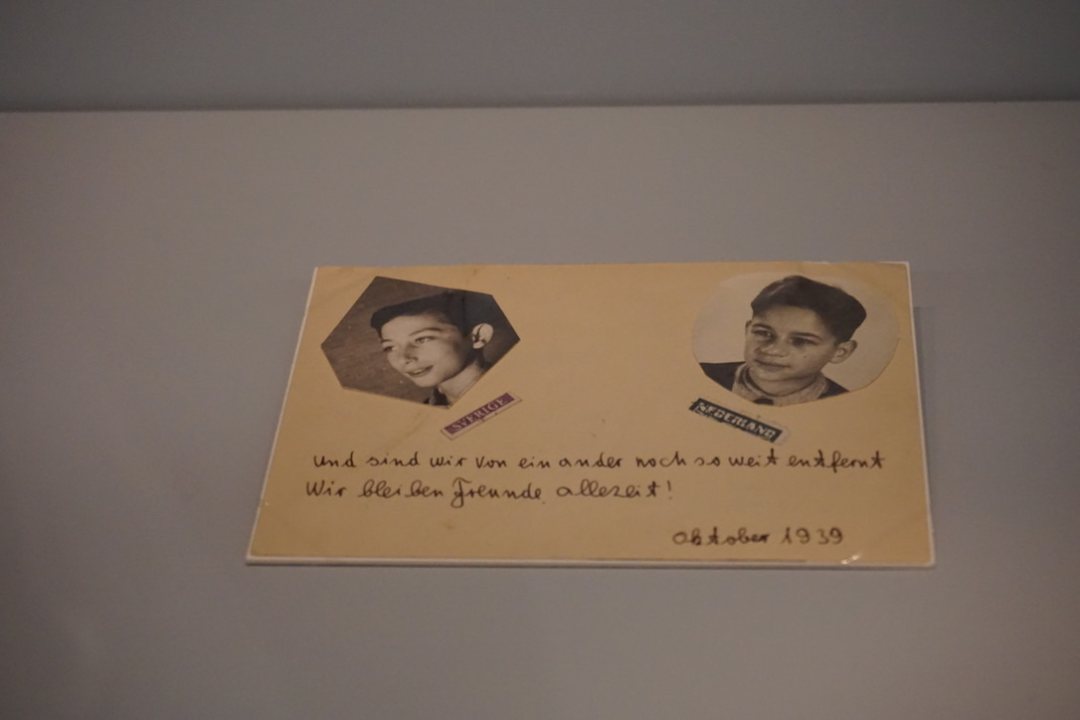 SVERIGE
NEDERLAND
und sind wir von ein ander noch so weit entfernt
Wir bleiben Freunde allezeit!
Oktober 1939